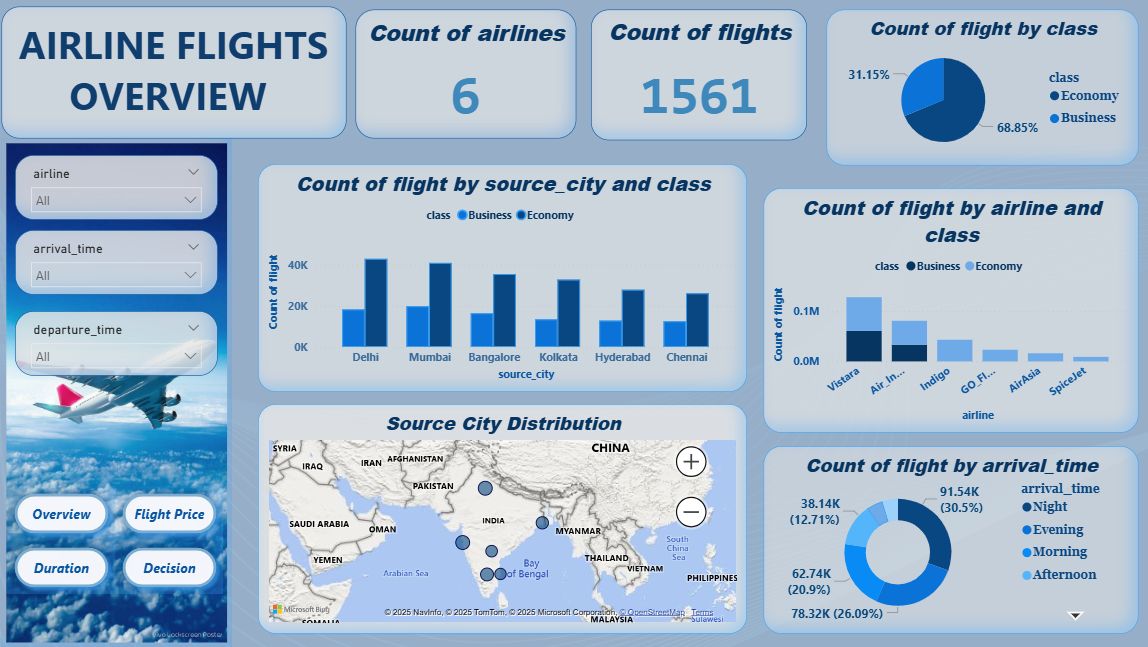 AIRLINE FLIGHTS
OVERVIEW
Count of airlines
6
Count of flights
1561
Count of flight by class
31.15%
68.85%
class
Economy
Business
airline
All
arrival_time
All
departure_time
All
Overview
Flight Price
Duration
Decision
Vivo Lockscreen Poster
Count of flight by source_city and class
class Business Economy
Count of flight
40K
20K
0K
Delhi Mumbai Bangalore Kolkata Hyderabad Chennai
source_city
Count of flight by airline and
class
class Business Economy
Count of flight
0.1M
0.0M
Vistara Air_In... Indigo GO_FI... AirAsia SpiceJet
airline
Source City Distribution
SYRIA
IRAQ
IRAN
AFGHANISTAN
CHINA
PAKISTAN
SAUDI ARABIA
OMAN
INDIA
MYANMAR
YEMEN
THAILAND
VIETNAM
South
China
Sea
Arabian Sea
Bay
of Bengal
PHILIPPINES
Microsoft Bing
© 2025 NavInfo, © 2025 TomTom, © 2025 Microsoft Corporation, © OpenStreetMap Terms
SOMALIA
MALAYSIA
Sulawesi
Count of flight by arrival_time
91.54K
(30.5%)
38.14K
(12.71%)
62.74K
(20.9%)
78.32K (26.09%)
arrival_time
Night
Evening
Morning
Afternoon